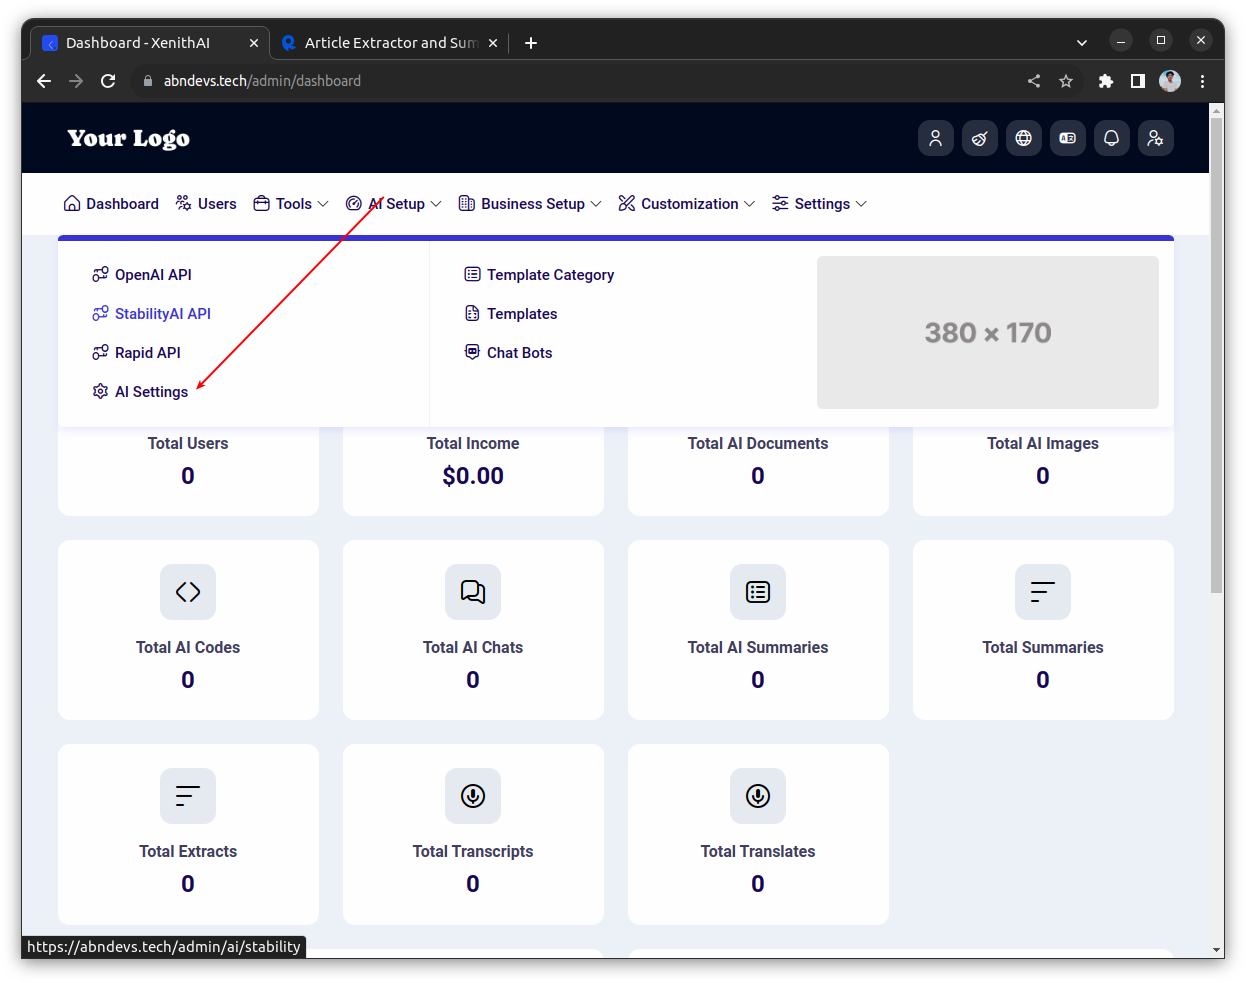 Dashboard - XenithAI
Article Extractor and Sum
abndevs.tech/admin/dashboard
Your Logo
Dashboard Users Tools AI Setup Business Setup Customization Settings
OpenAI API
StabilityAI API
Rapid API
AI Settings
Template Category
Templates
Chat Bots
380 × 170
Total Users
0
Total Income
$0.00
Total AI Documents
0
Total AI Images
0
Total AI Codes
0
Total AI Chats
0
Total AI Summaries
0
Total Summaries
0
Total Extracts
0
Total Transcripts
0
Total Translates
0
https://abndevs.tech/admin/ai/stability